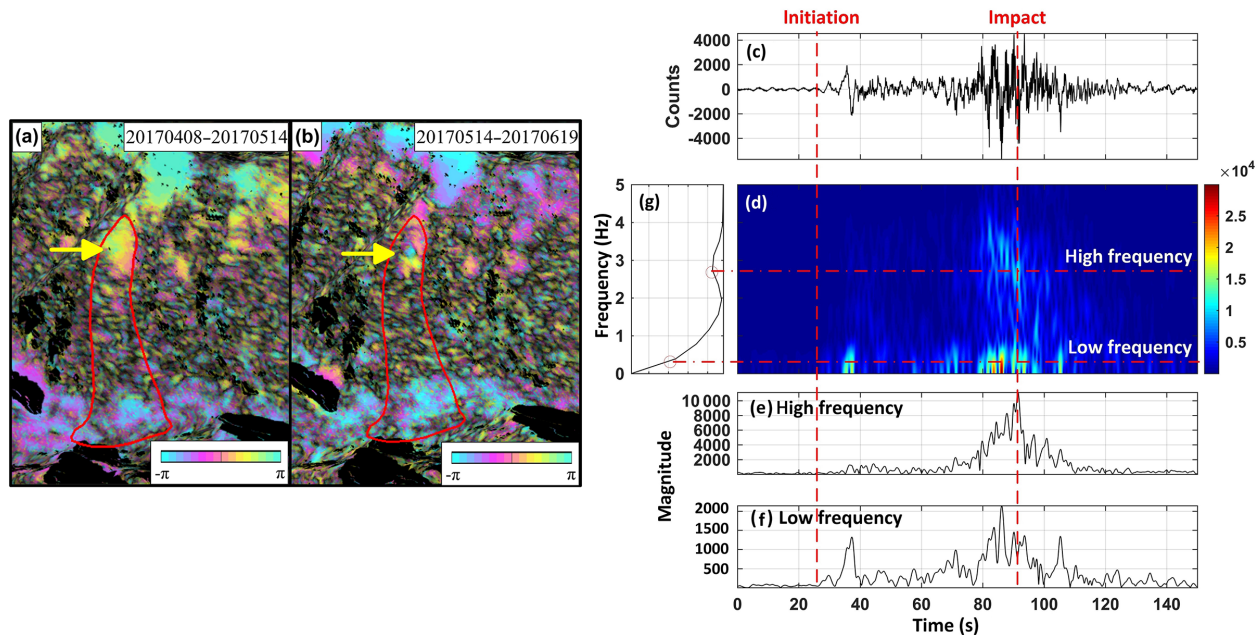 (a) 20170408-20170514
-π π
(b) 20170514-20170619
-π π
Initiation Impact
(c)
Counts
4000
2000
0
-2000
-4000
(g)
Frequency (Hz)
5
4
3
2
1
0
(d)
High frequency
Low frequency
×10⁴
2.5
2
1.5
1
0.5
Magnitude
(e) High frequency
10 000
8000
6000
4000
2000
(f) Low frequency
2000
1500
1000
500
0 20 40 60 80 100 120 140
Time (s)